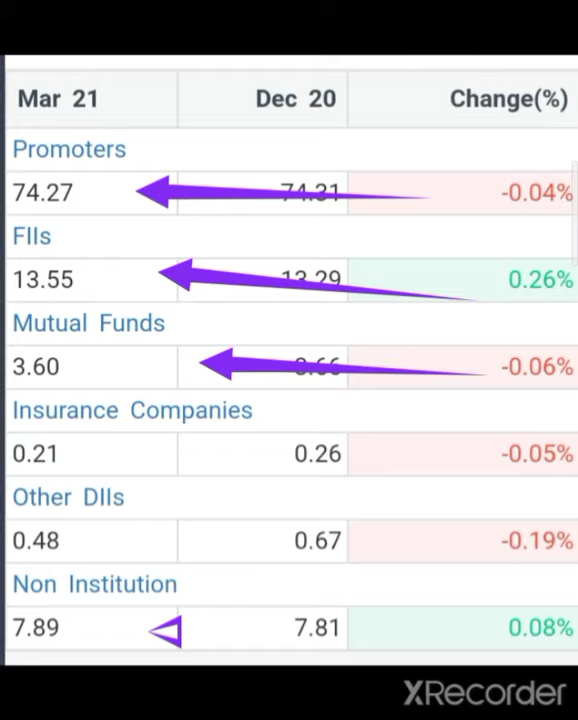 Mar 21 Dec 20 Change(%)
Promoters
74.27 74.31 -0.04%
FIIs
13.55 13.29 0.26%
Mutual Funds
3.60 3.66 -0.06%
Insurance Companies
0.21 0.26 -0.05%
Other DIIs
0.48 0.67 -0.19%
Non Institution
7.89 7.81 0.08%
XRecorder